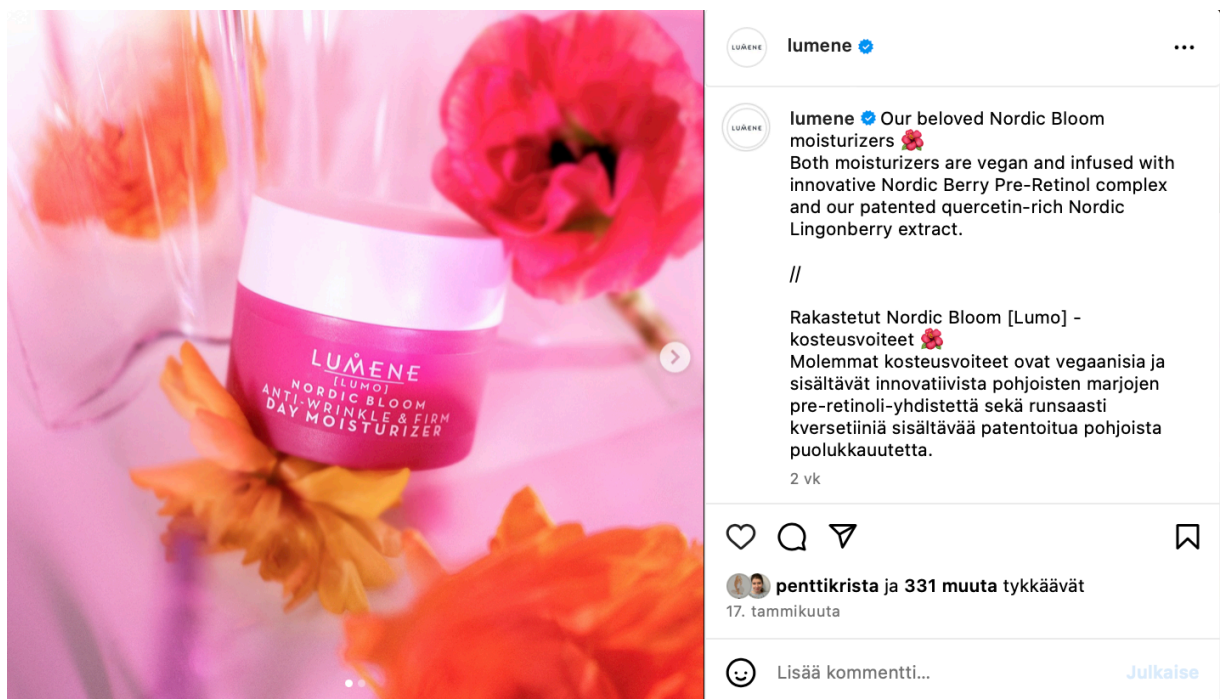 LUMENE
[LUMO]
NORDIC BLOOM
ANTI-WRINKLE & FIRM
DAY MOISTURIZER
LUMENE
lumene
LUMENE
lumene Our beloved Nordic Bloom
moisturizers 🌺
Both moisturizers are vegan and infused with
innovative Nordic Berry Pre-Retinol complex
and our patented quercetin-rich Nordic
Lingonberry extract.
//
Rakastetut Nordic Bloom [Lumo] -
kosteusvoiteet 🌺
Molemmat kosteusvoiteet ovat vegaanisia ja
sisältävät innovatiivista pohjoisten marjojen
pre-retinoli-yhdistettä sekä runsaasti
kversetiiniä sisältävää patentoitua pohjoista
puolukkauutetta.
2 vk
penttikrista ja 331 muuta tykkäävät
17. tammikuuta
Lisää kommentti...
Julkaise